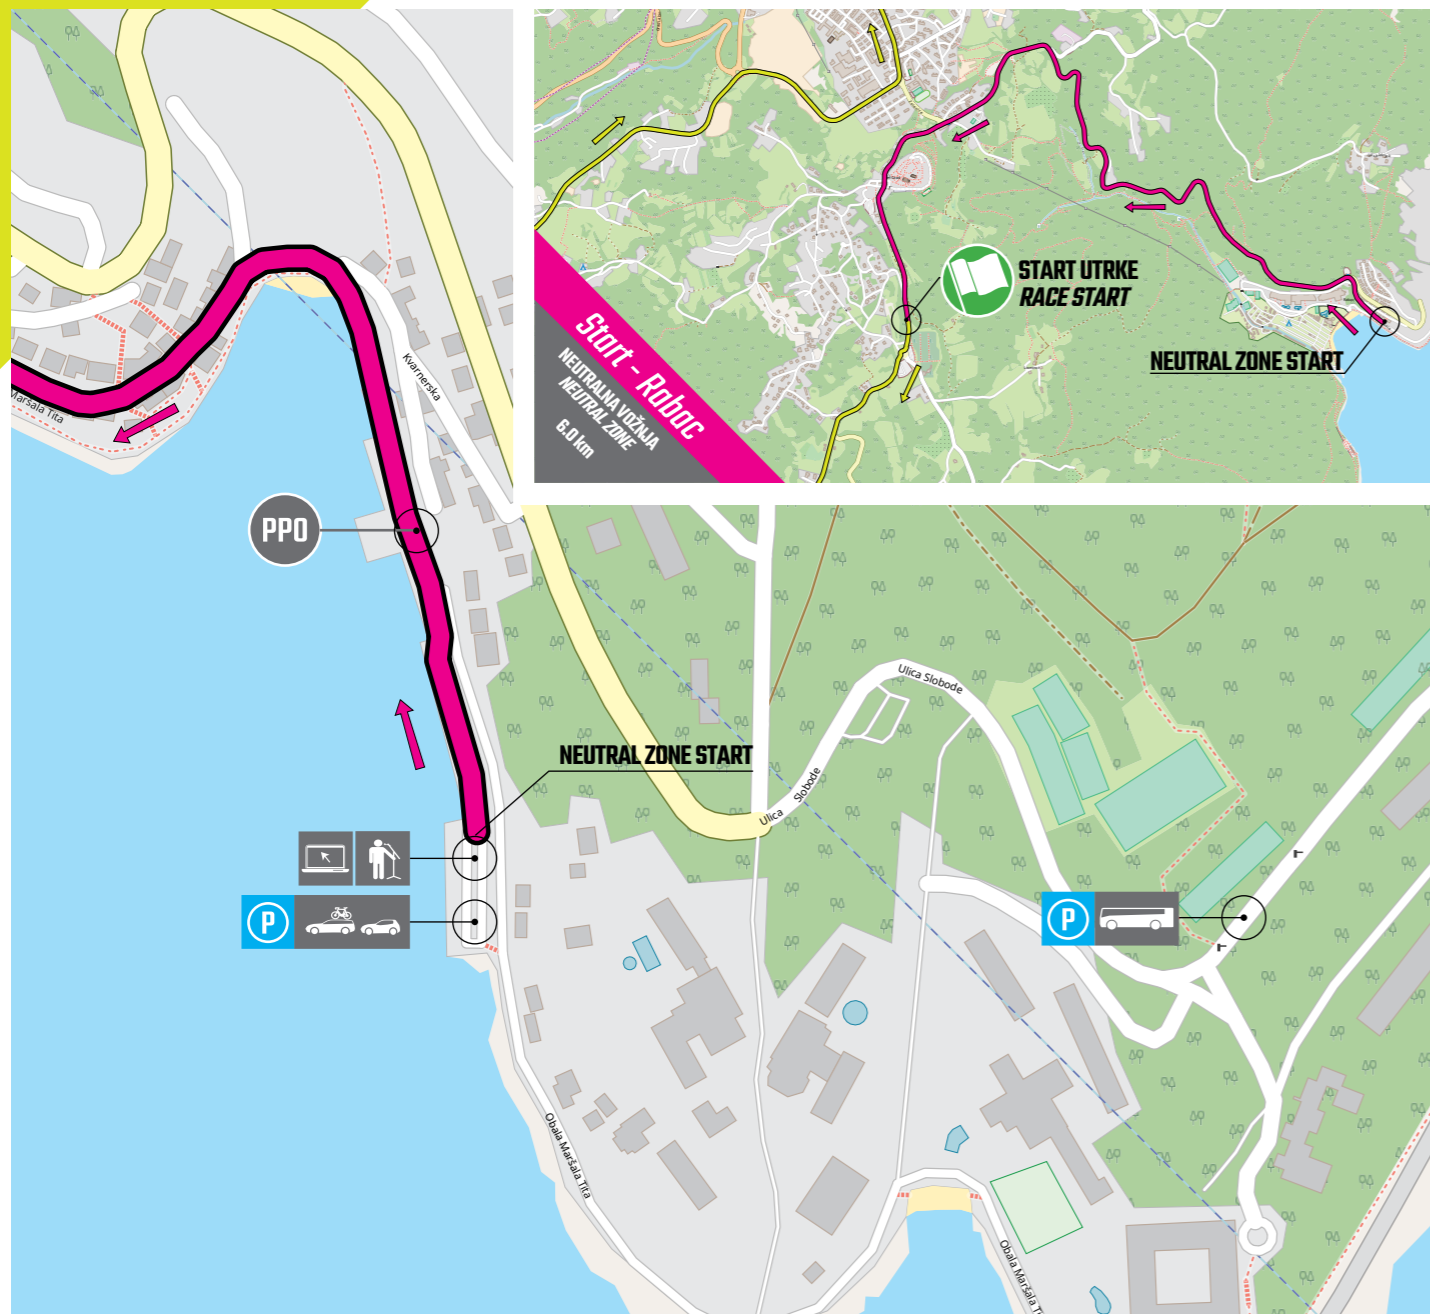 START UTRKE
RACE START
NEUTRAL ZONE START
Start - Rabac
NEUTRALNA VOŽNJA
NEUTRAL ZONE
6.0 km
Kvarnerska
Maršala Tita
PPO
Ulica Slobode
NEUTRAL ZONE START
Ulica Slobode
P
P
Obala Maršala Tita
Obala Maršala T